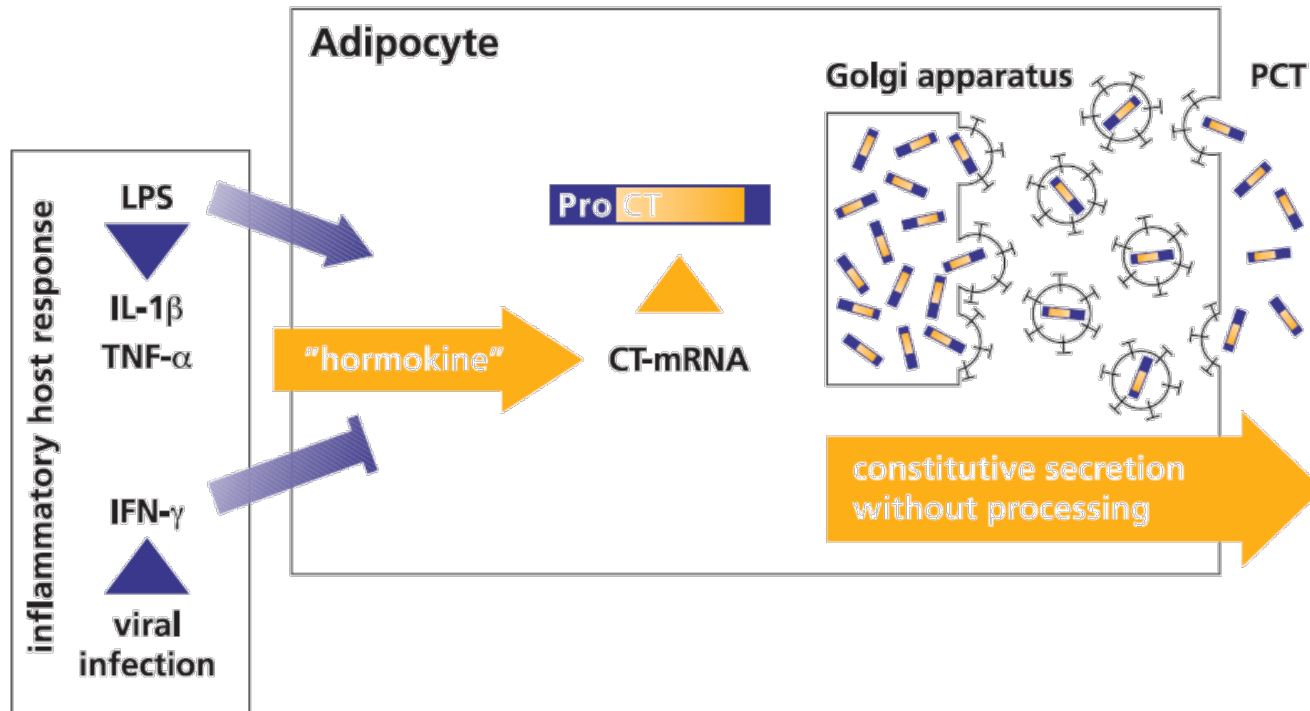 Adipocyte
Golgi apparatus
PCT
inflammatory host response
LPS
IL-1β
TNF-α
IFN-γ
viral
infection
"hormokine"
Pro CT
CT-mRNA
constitutive secretion
without processing